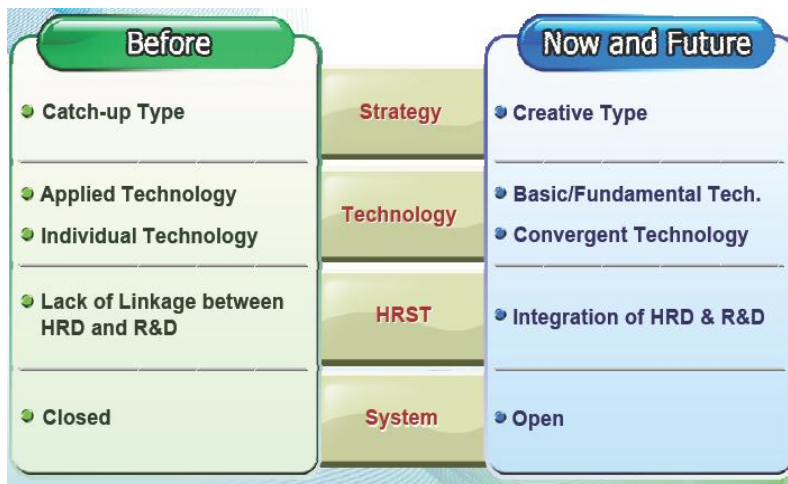 Before
Now and Future
Catch-up Type
Strategy
Creative Type
Applied Technology
Individual Technology
Technology
Basic/Fundamental Tech.
Convergent Technology
Lack of Linkage between
HRD and R&D
HRST
Integration of HRD & R&D
Closed
System
Open